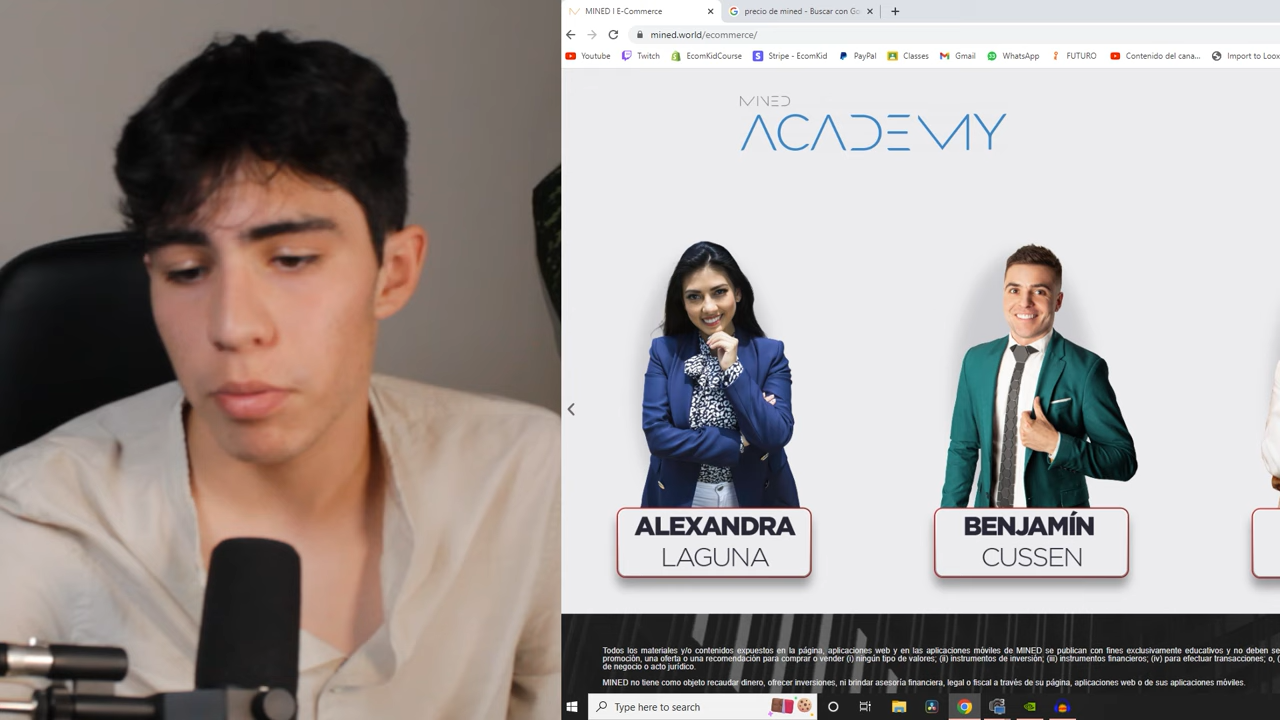 MINED I E-Commerce
precio de mined - Buscar con Go
mined.world/ecommerce/
Youtube
Twitch
EcomKidCourse
Stripe - EcomKid
PayPal
Classes
Gmail
WhatsApp
FUTURO
Contenido del cana...
Import to Loox
MINED
ACADEMY
ALEXANDRA
LAGUNA
BENJAMÍN
CUSSEN
Todos los materiales y/o contenidos expuestos en la página, aplicaciones web y en las aplicaciones móviles de MINED se publican con fines exclusivamente educativos y no deben se
promoción, una oferta o una recomendación para comprar o vender (i) ningún tipo de valores; (ii) instrumentos de inversión; (iii) instrumentos financieros; (iv) para efectuar transacciones; o, (
de negocio o acto jurídico.
MINED no tiene como objeto recaudar dinero, ofrecer inversiones, ni brindar asesoría financiera, legal o fiscal a través de su página, aplicaciones web o de sus aplicaciones móviles.
Type here to search